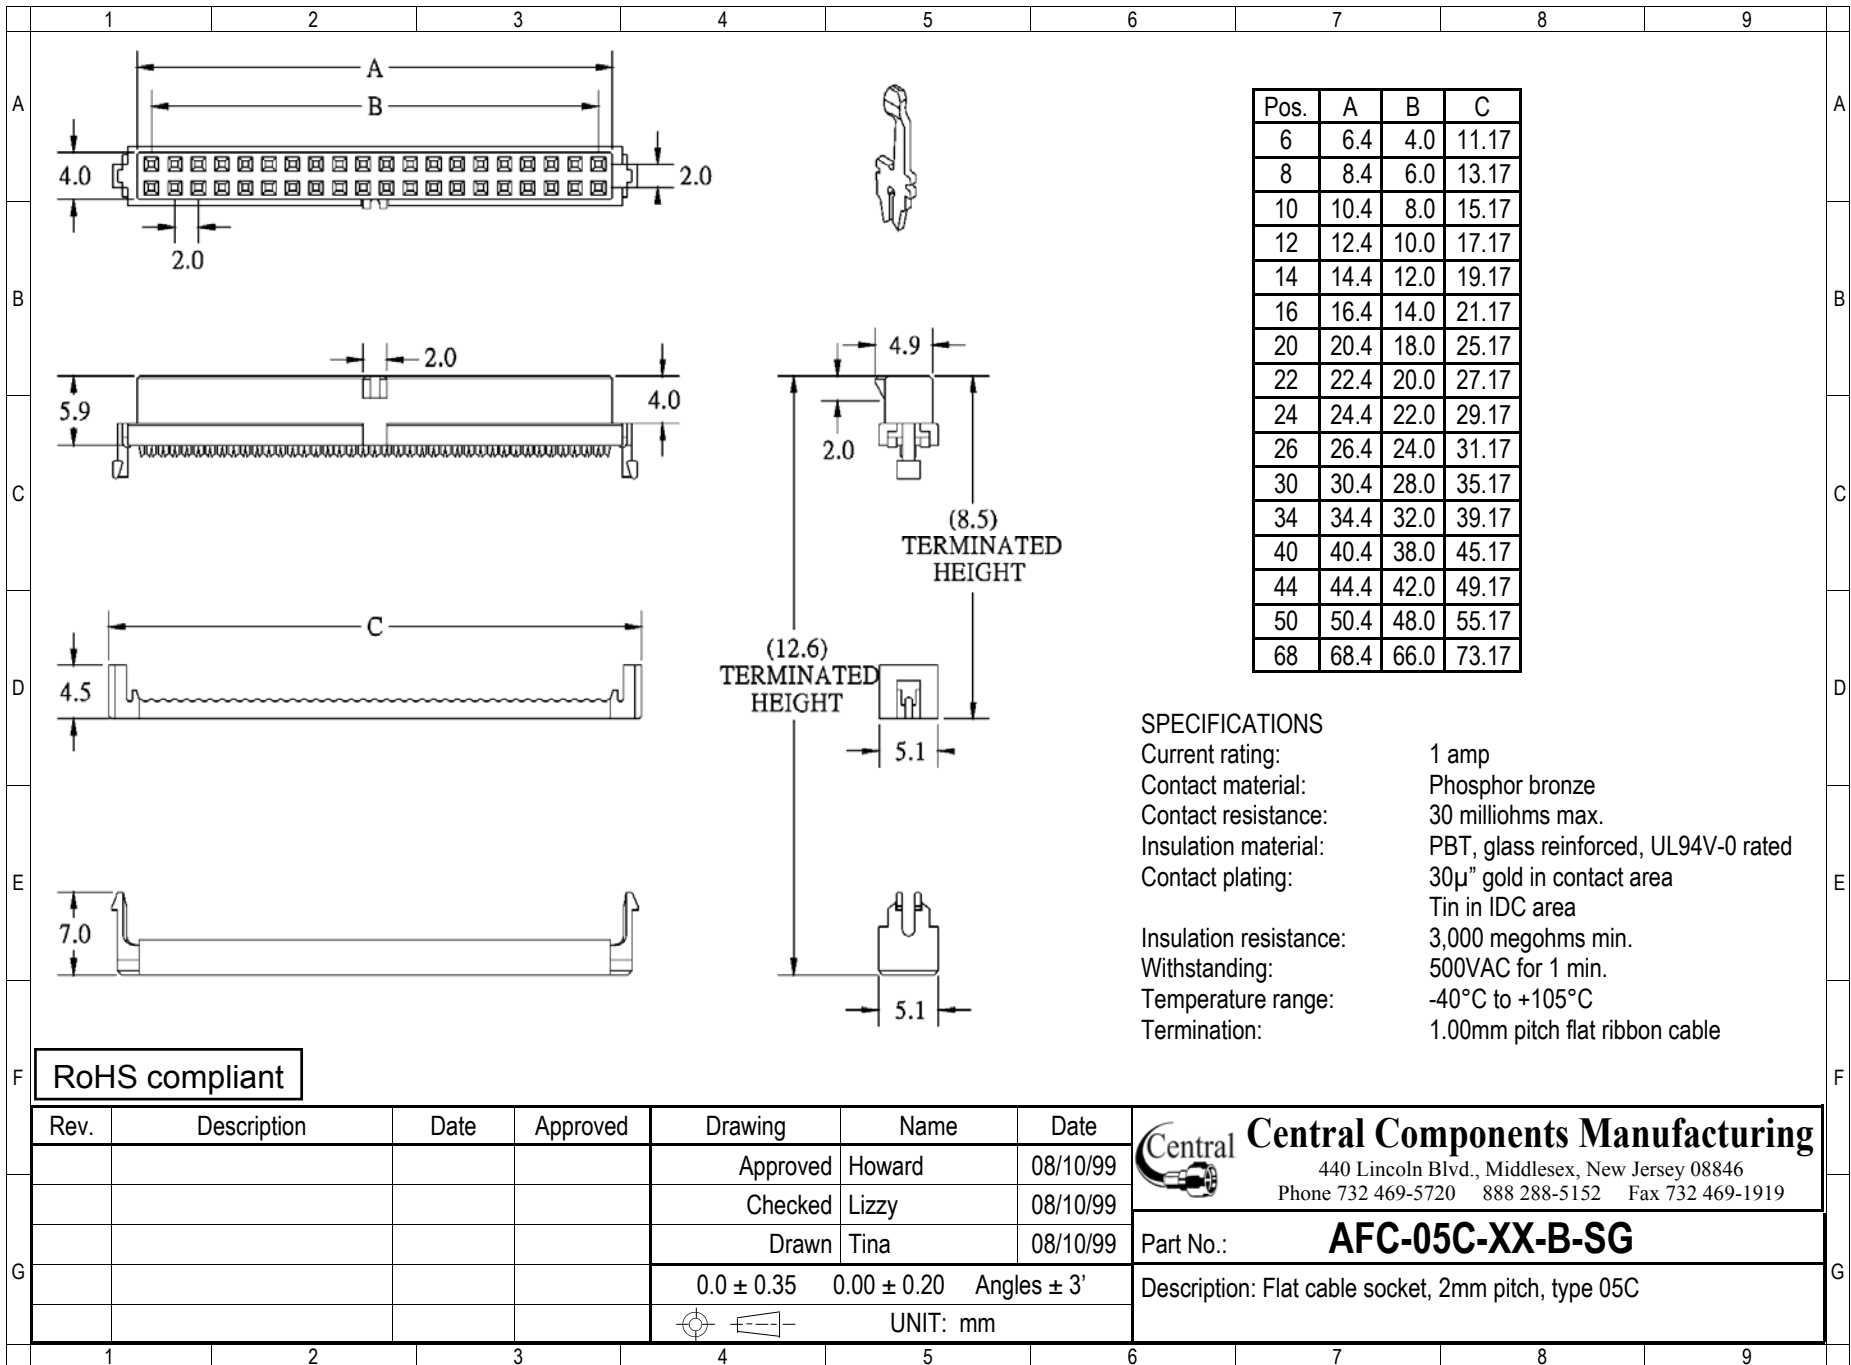 1 2 3 4 5 6 7 8 9
A A
B B
C C
D D
E E
F F
G G
A
B
4.0
2.0
2.0
2.0
5.9
4.0
4.9
2.0
(8.5)
TERMINATED
HEIGHT
C
4.5
(12.6)
TERMINATED
HEIGHT
5.1
7.0
5.1
Pos. A B C
6 6.4 4.0 11.17
8 8.4 6.0 13.17
10 10.4 8.0 15.17
12 12.4 10.0 17.17
14 14.4 12.0 19.17
16 16.4 14.0 21.17
20 20.4 18.0 25.17
22 22.4 20.0 27.17
24 24.4 22.0 29.17
26 26.4 24.0 31.17
30 30.4 28.0 35.17
34 34.4 32.0 39.17
40 40.4 38.0 45.17
44 44.4 42.0 49.17
50 50.4 48.0 55.17
68 68.4 66.0 73.17
SPECIFICATIONS
Current rating: 1 amp
Contact material: Phosphor bronze
Contact resistance: 30 milliohms max.
Insulation material: PBT, glass reinforced, UL94V-0 rated
Contact plating: 30µ” gold in contact area
Tin in IDC area
Insulation resistance: 3,000 megohms min.
Withstanding: 500VAC for 1 min.
Temperature range: -40°C to +105°C
Termination: 1.00mm pitch flat ribbon cable
RoHS compliant
Rev. Description Date Approved
Drawing Name Date
Approved Howard 08/10/99
Checked Lizzy 08/10/99
Drawn Tina 08/10/99
0.0 ± 0.35 0.00 ± 0.20 Angles ± 3’
UNIT: mm
Central
Central Components Manufacturing
440 Lincoln Blvd., Middlesex, New Jersey 08846
Phone 732 469-5720 888 288-5152 Fax 732 469-1919
Part No.: AFC-05C-XX-B-SG
Description: Flat cable socket, 2mm pitch, type 05C
1 2 3 4 5 6 7 8 9